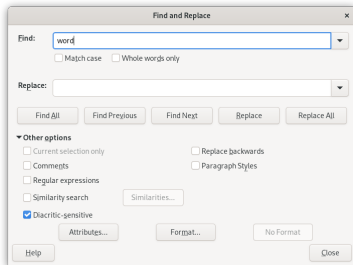 Find and Replace ×
Find: word
Match case Whole words only
Replace:
Find All Find Previous Find Next Replace Replace All
Other options
Current selection only Replace backwards
Comments Paragraph Styles
Regular expressions
Similarity search Similarities...
Diacritic-sensitive
Attributes... Format... No Format
Help Close